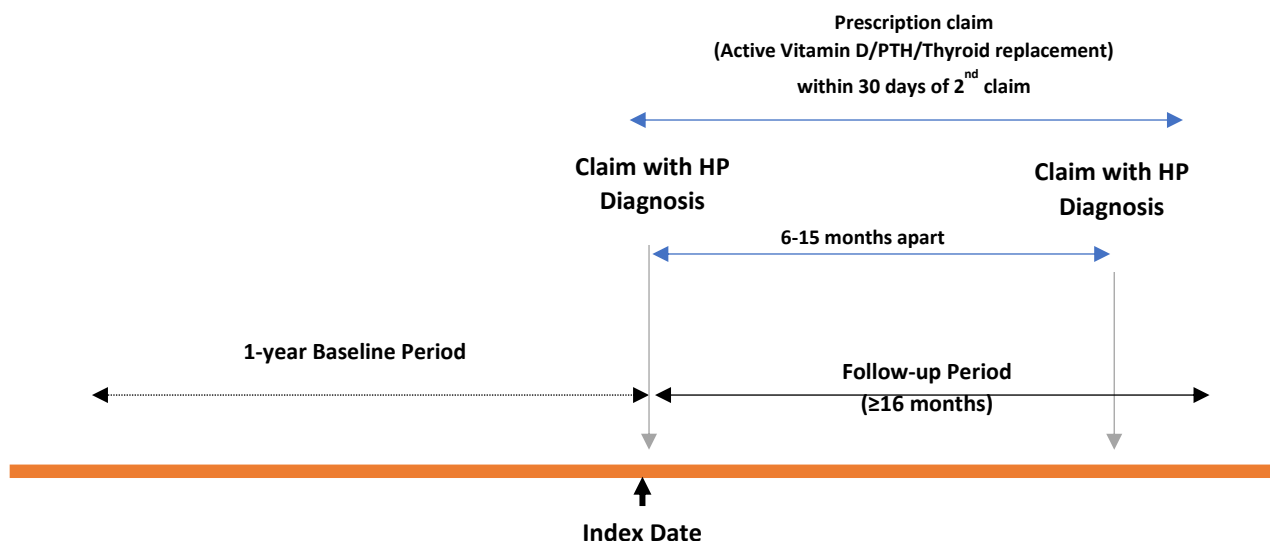 Prescription claim
(Active Vitamin D/PTH/Thyroid replacement)
within 30 days of 2nd claim
Claim with HP
Diagnosis
Claim with HP
Diagnosis
6-15 months apart
1-year Baseline Period
Follow-up Period
(≥16 months)
Index Date